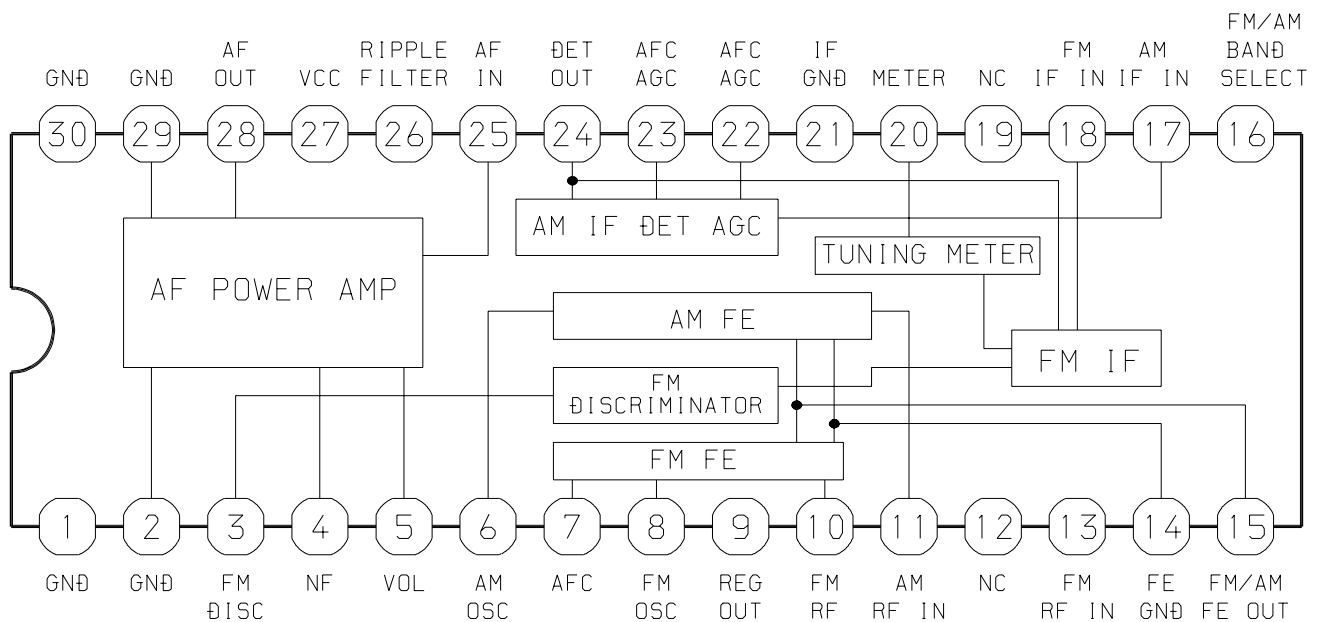 FM/AM
AF RIPPLE AF DET AFC AFC IF FM AM BAND
GND GND OUT VCC FILTER IN OUT AGC AGC GND METER NC IF IN IF IN SELECT
30 29 28 27 26 25 24 23 22 21 20 19 18 17 16
AM IF DET AGC
TUNING METER
AF POWER AMP
AM FE
FM IF
FM
DISCRIMINATOR
FM FE
1 2 3 4 5 6 7 8 9 10 11 12 13 14 15
GND GND FM NF VOL AM AFC FM REG FM AM NC FM FE FM/AM
DISC OSC OSC OUT RF RF IN RF IN GND FE OUT